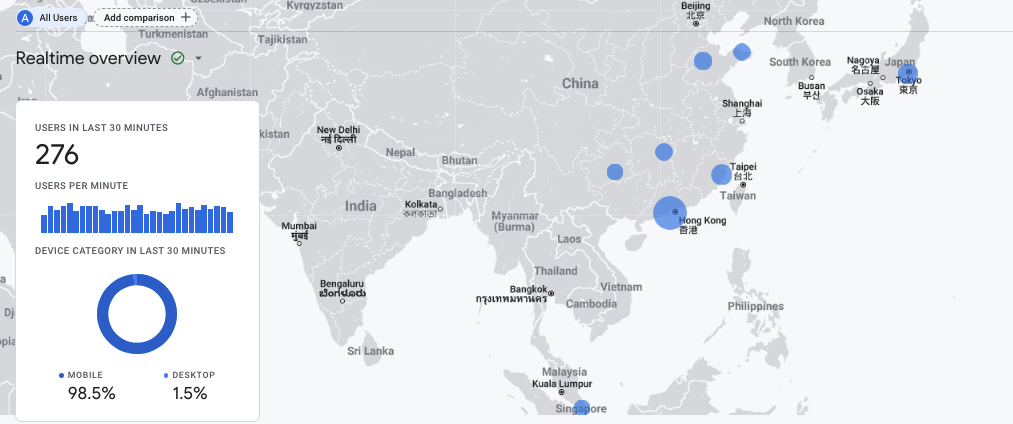 A All Users
Add comparison
Realtime overview
USERS IN LAST 30 MINUTES
276
USERS PER MINUTE
DEVICE CATEGORY IN LAST 30 MINUTES
MOBILE
98.5%
DESKTOP
1.5%
Kyrgyzstan
Turkmenistan
Tajikistan
Afghanistan
kistan
New Delhi
नई दिल्ली
Nepal
Bhutan
Bangladesh
India
Kolkata
কলকাতা
Mumbai
मुंबई
Bengaluru
ಬೆಂಗಳೂರು
Sri Lanka
Beijing
北京
North Korea
South Korea
Nagoya
名古屋
Japan
Tokyo
東京
Busan
부산
Osaka
大阪
China
Shanghai
上海
Taipei
台北
Taiwan
Hong Kong
香港
Myanmar
(Burma)
Laos
Thailand
Bangkok
กรุงเทพมหานคร
Vietnam
Cambodia
Philippines
Malaysia
Kuala Lumpur
Singapore